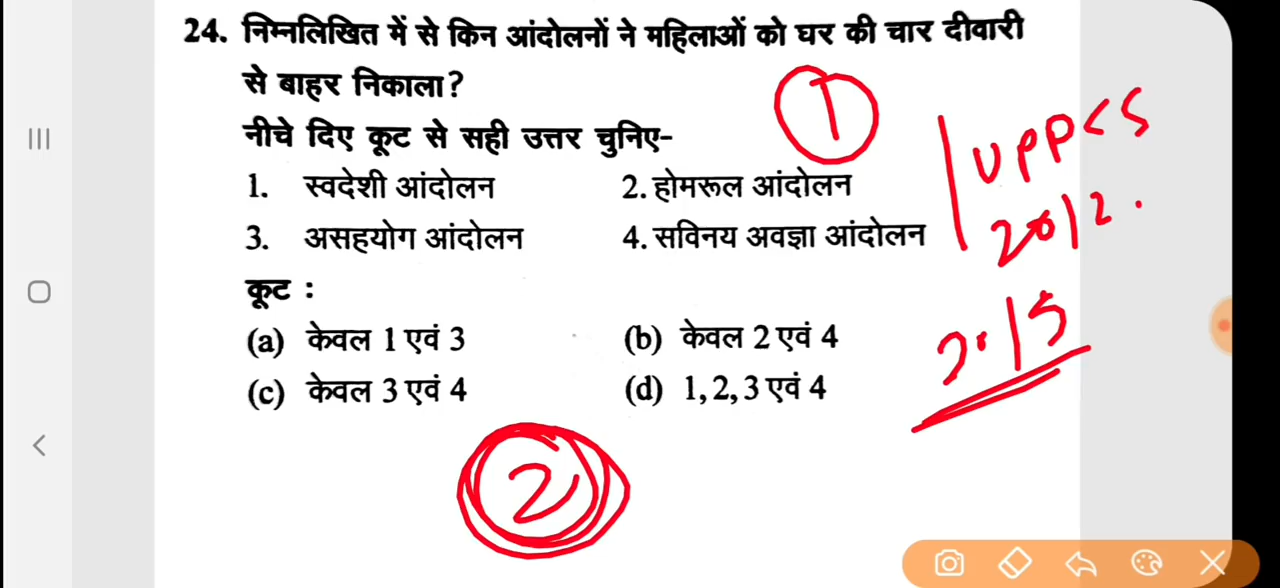 24. निम्नलिखित में से किन आंदोलनों ने महिलाओं को घर की चार दीवारी
से बाहर निकाला?
नीचे दिए कूट से सही उत्तर चुनिए-
1. स्वदेशी आंदोलन 2. होमरूल आंदोलन
3. असहयोग आंदोलन 4. सविनय अवज्ञा आंदोलन
कूट :
(a) केवल 1 एवं 3 (b) केवल 2 एवं 4
(c) केवल 3 एवं 4 (d) 1, 2, 3 एवं 4
1
UPPCS
2012
2015
2